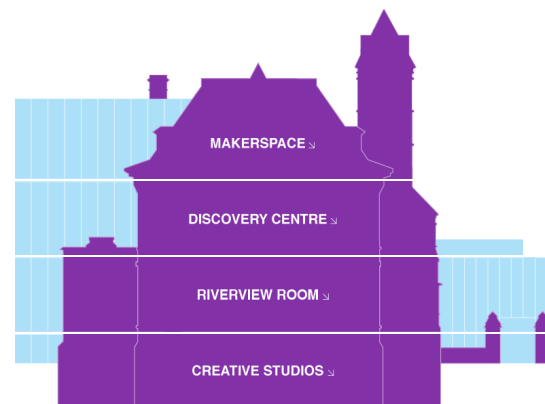 MAKERSPACE
DISCOVERY CENTRE
RIVERVIEW ROOM
CREATIVE STUDIOS